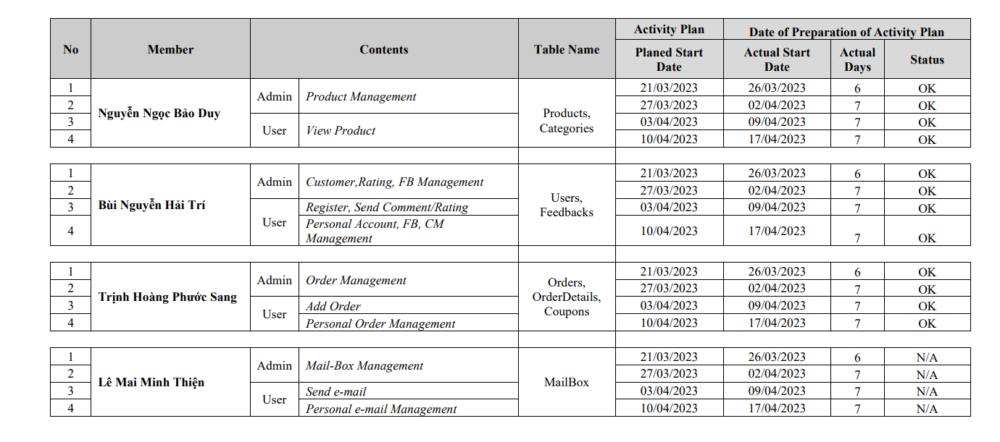 No Member Contents Table Name Activity Plan Date of Preparation of Activity Plan
Planed Start Date Actual Start Date Actual Days Status
1 Nguyễn Ngọc Bảo Duy Admin Product Management Products, Categories 21/03/2023 26/03/2023 6 OK
2 27/03/2023 02/04/2023 7 OK
3 User View Product 03/04/2023 09/04/2023 7 OK
4 10/04/2023 17/04/2023 7 OK
1 Bùi Nguyễn Hải Trí Admin Customer,Rating, FB Management Users, Feedbacks 21/03/2023 26/03/2023 6 OK
2 27/03/2023 02/04/2023 7 OK
3 User Register, Send Comment/Rating 03/04/2023 09/04/2023 7 OK
4 Personal Account, FB, CM Management 10/04/2023 17/04/2023 7 OK
1 Trịnh Hoàng Phước Sang Admin Order Management Orders, OrderDetails, Coupons 21/03/2023 26/03/2023 6 OK
2 27/03/2023 02/04/2023 7 OK
3 User Add Order 03/04/2023 09/04/2023 7 OK
4 Personal Order Management 10/04/2023 17/04/2023 7 OK
1 Lê Mai Minh Thiện Admin Mail-Box Management MailBox 21/03/2023 26/03/2023 6 N/A
2 27/03/2023 02/04/2023 7 N/A
3 User Send e-mail 03/04/2023 09/04/2023 7 N/A
4 Personal e-mail Management 10/04/2023 17/04/2023 7 N/A